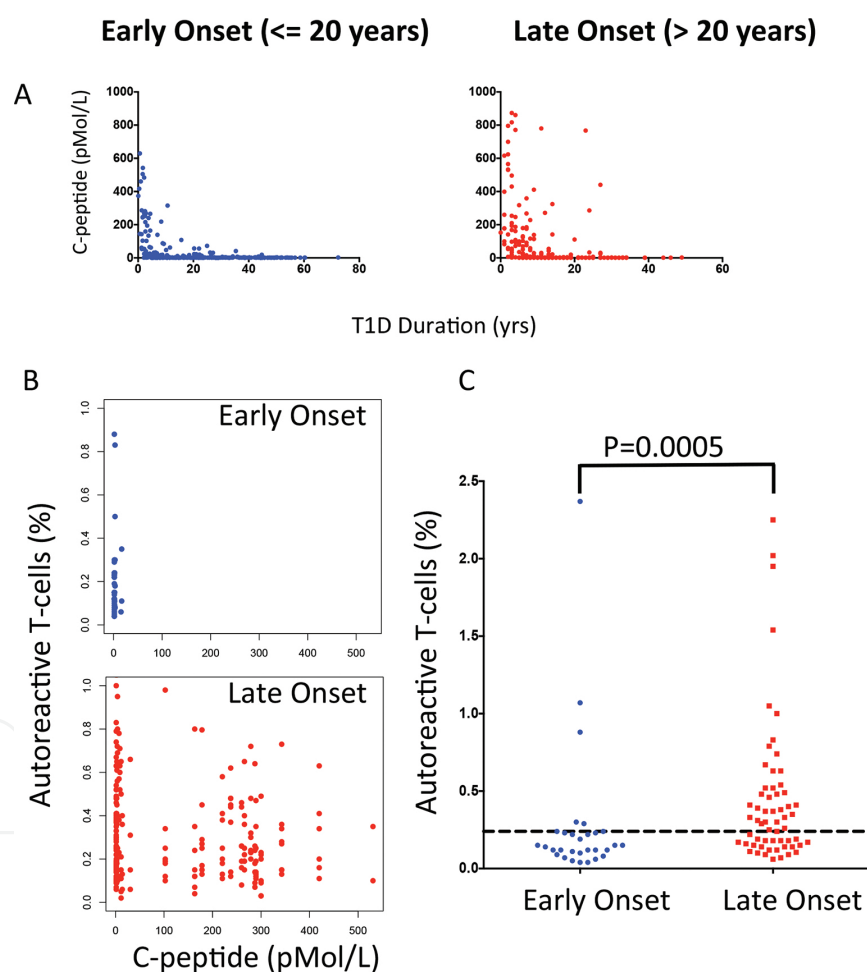 Early Onset (<= 20 years)
Late Onset (> 20 years)
A
C-peptide (pMol/L)
1000
800
600
400
200
0
0 20 40 60 80
1000
800
600
400
200
0
0 20 40 60
T1D Duration (yrs)
B
Autoreactive T-cells (%)
Early Onset
1.0
0.8
0.6
0.4
0.2
0.0
0 100 200 300 400 500
Late Onset
1.0
0.8
0.6
0.4
0.2
0.0
0 100 200 300 400 500
C-peptide (pMol/L)
C
P=0.0005
Autoreactive T-cells (%)
2.5
2.0
1.5
1.0
0.5
0.0
Early Onset Late Onset